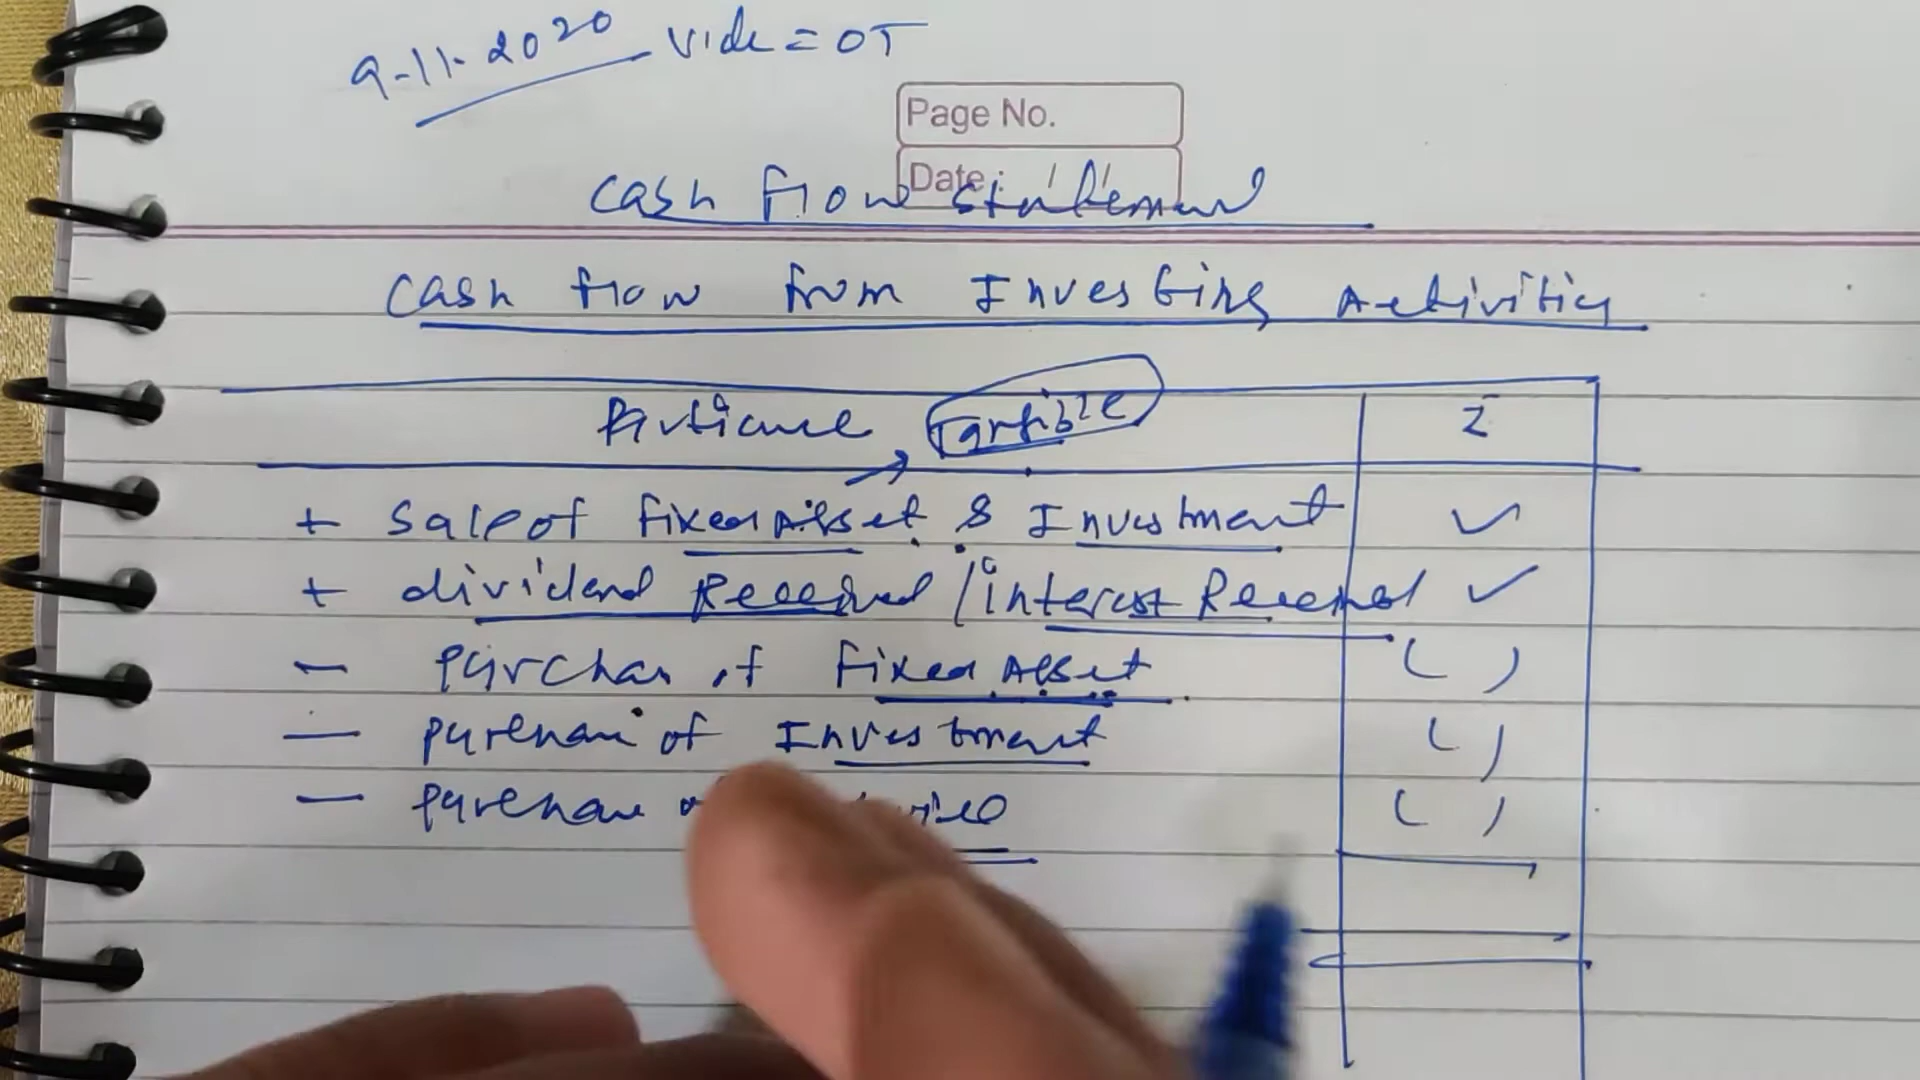 9-11-2020 Vide = 07
Page No.
Date: / /
Cash flow statement
Cash flow from Investing Activities
Particular Tangible ₹
+ Sale of fixed Asset & Investment ✓
+ dividend Received / interest Received ✓
- purchase of fixed Asset ( )
- purchase of Investment ( )
- purchase ( )